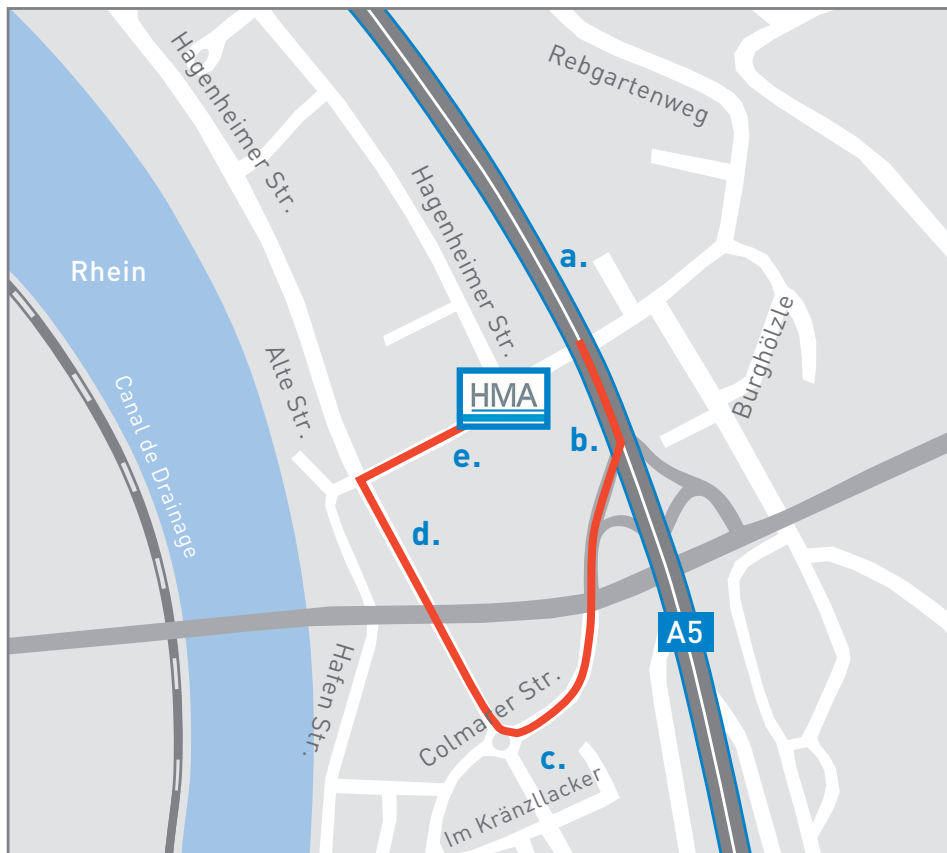 Hagenheimer Str.
Rebgartenweg
Hagenheimer Str.
a.
Rhein
Burghölzle
Alte Str.
Canal de Drainage
HMA
b.
e.
d.
A5
Hafen Str.
Colmarer Str.
c.
Im Kränzllacker